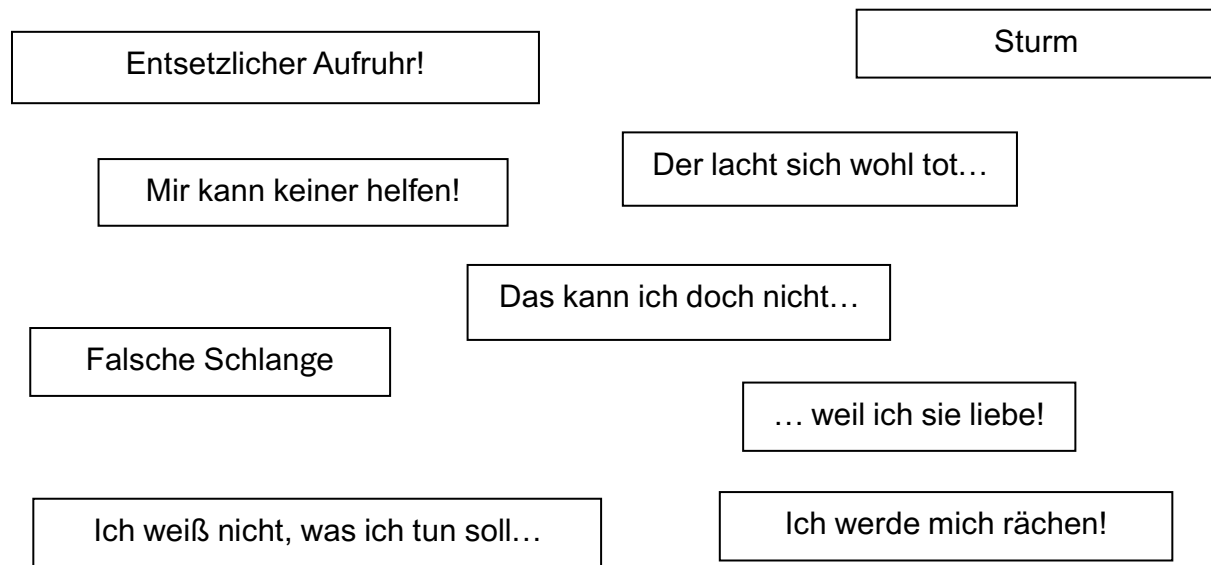 Entsetzlicher Aufruhr!
Sturm
Mir kann keiner helfen!
Der lacht sich wohl tot…
Das kann ich doch nicht…
Falsche Schlange
… weil ich sie liebe!
Ich weiß nicht, was ich tun soll…
Ich werde mich rächen!